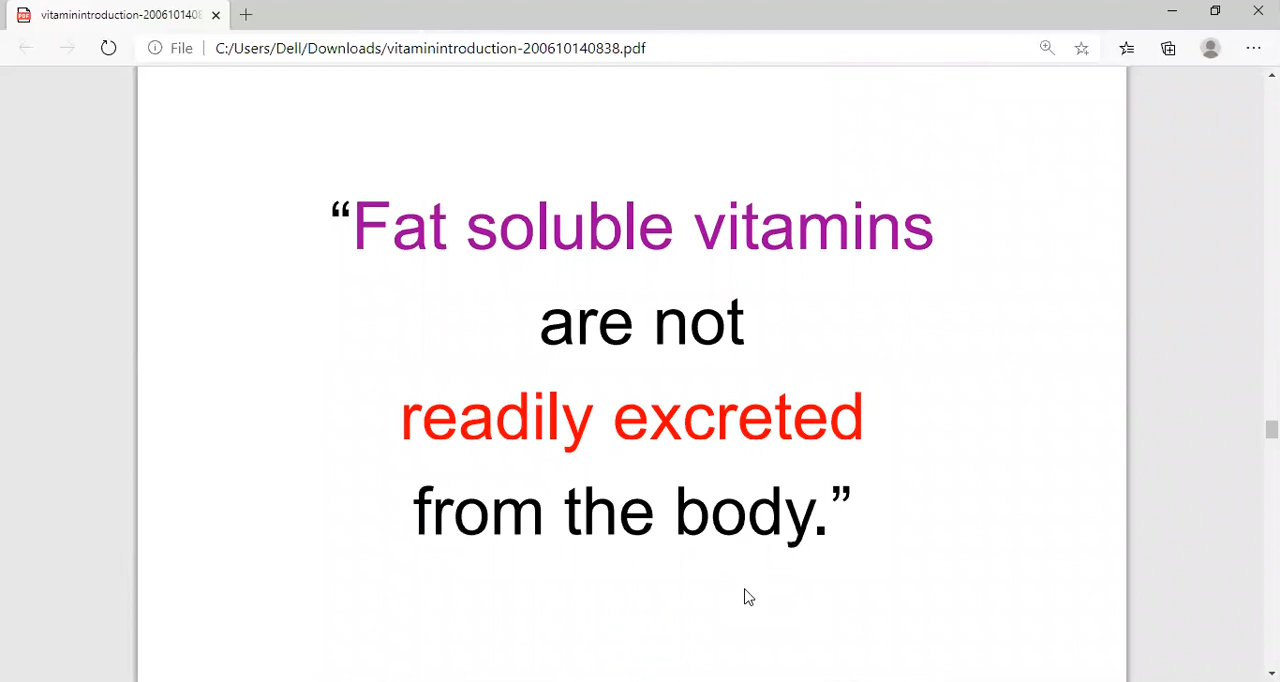 vitaminintroduction-200610140838
File
C:/Users/Dell/Downloads/vitaminintroduction-200610140838.pdf
“Fat soluble vitamins
are not
readily excreted
from the body.”